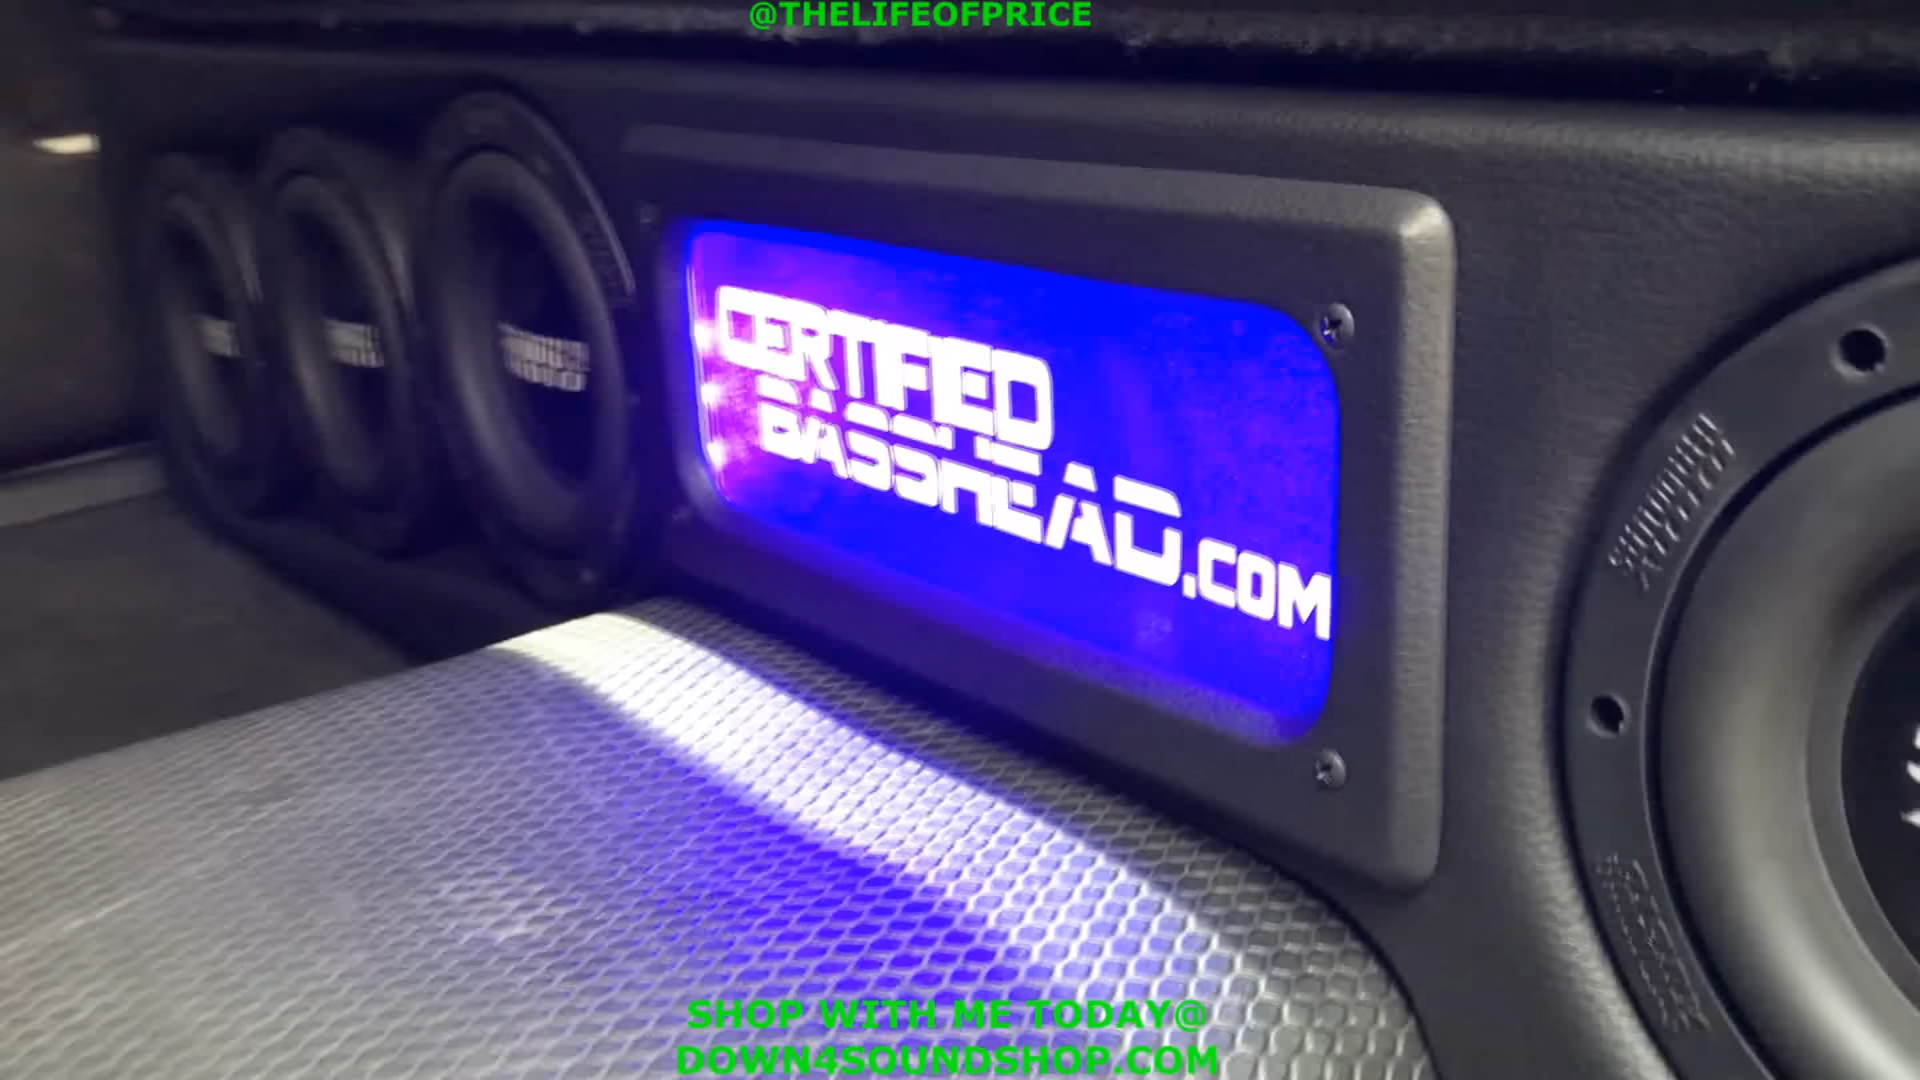 @THELIFEOFPRICE
CERTIFIED
BASSHEAD.COM
SHOP WITH ME TODAY@
DOWN4SOUNDSHOP.COM